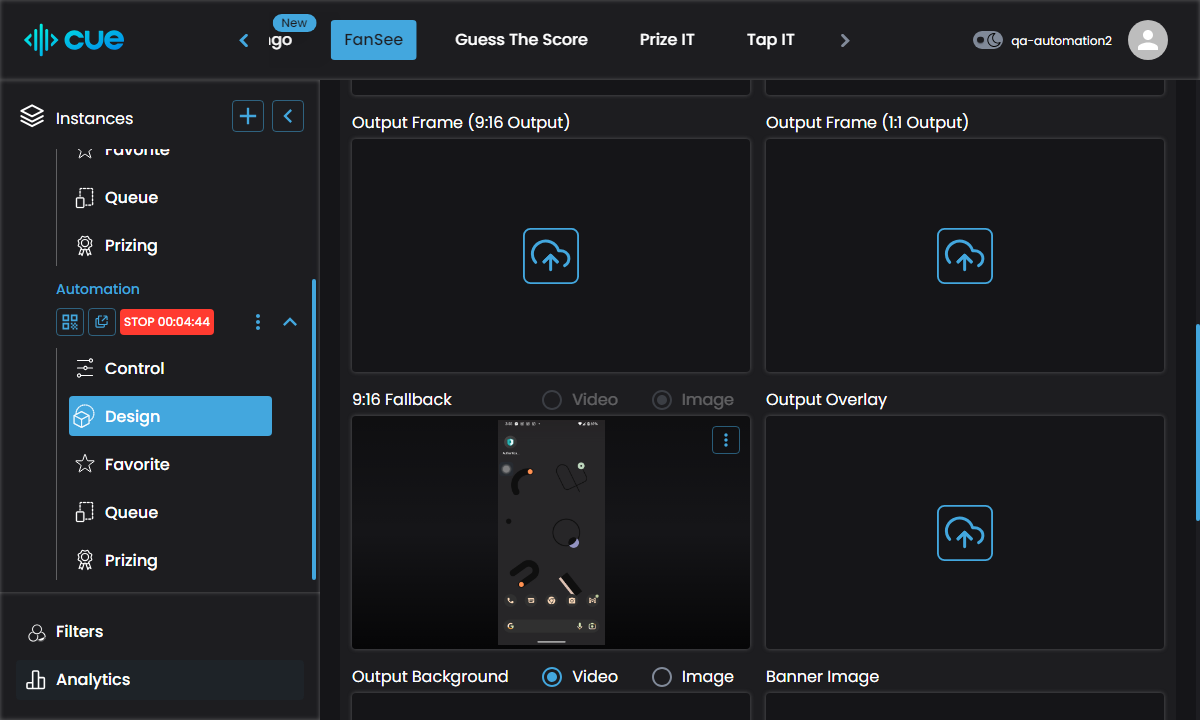 cue
New
ngo
FanSee
Guess The Score
Prize IT
Tap IT
qa-automation2
Instances
Favorite
Queue
Prizing
Automation
STOP 00:04:44
Control
Design
Favorite
Queue
Prizing
Filters
Analytics
Output Frame (9:16 Output)
Output Frame (1:1 Output)
9:16 Fallback
Video
Image
Output Overlay
Output Background
Video
Image
Banner Image